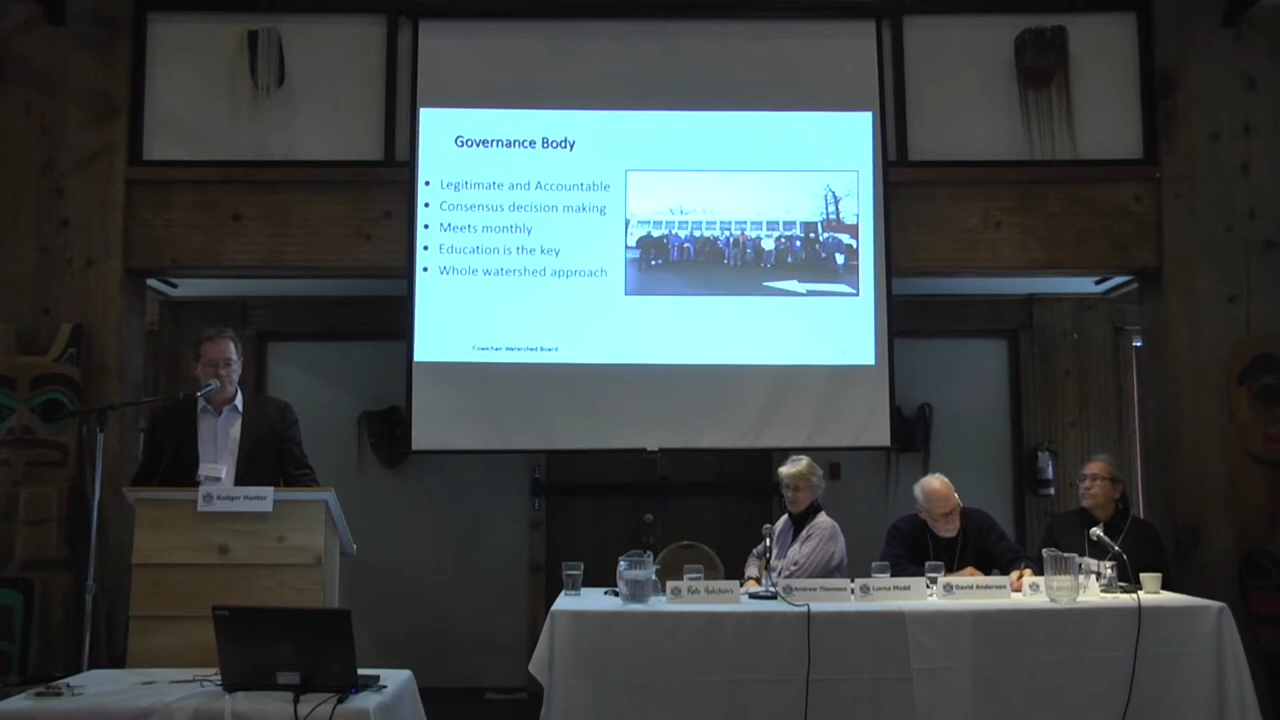 Governance Body
• Legitimate and Accountable
• Consensus decision making
• Meets monthly
• Education is the key
• Whole watershed approach
Cowichan Watershed Board
Rodger Hunter
Rob Hutchins
Andrew Thomson
Lorna Medd
David Anderson